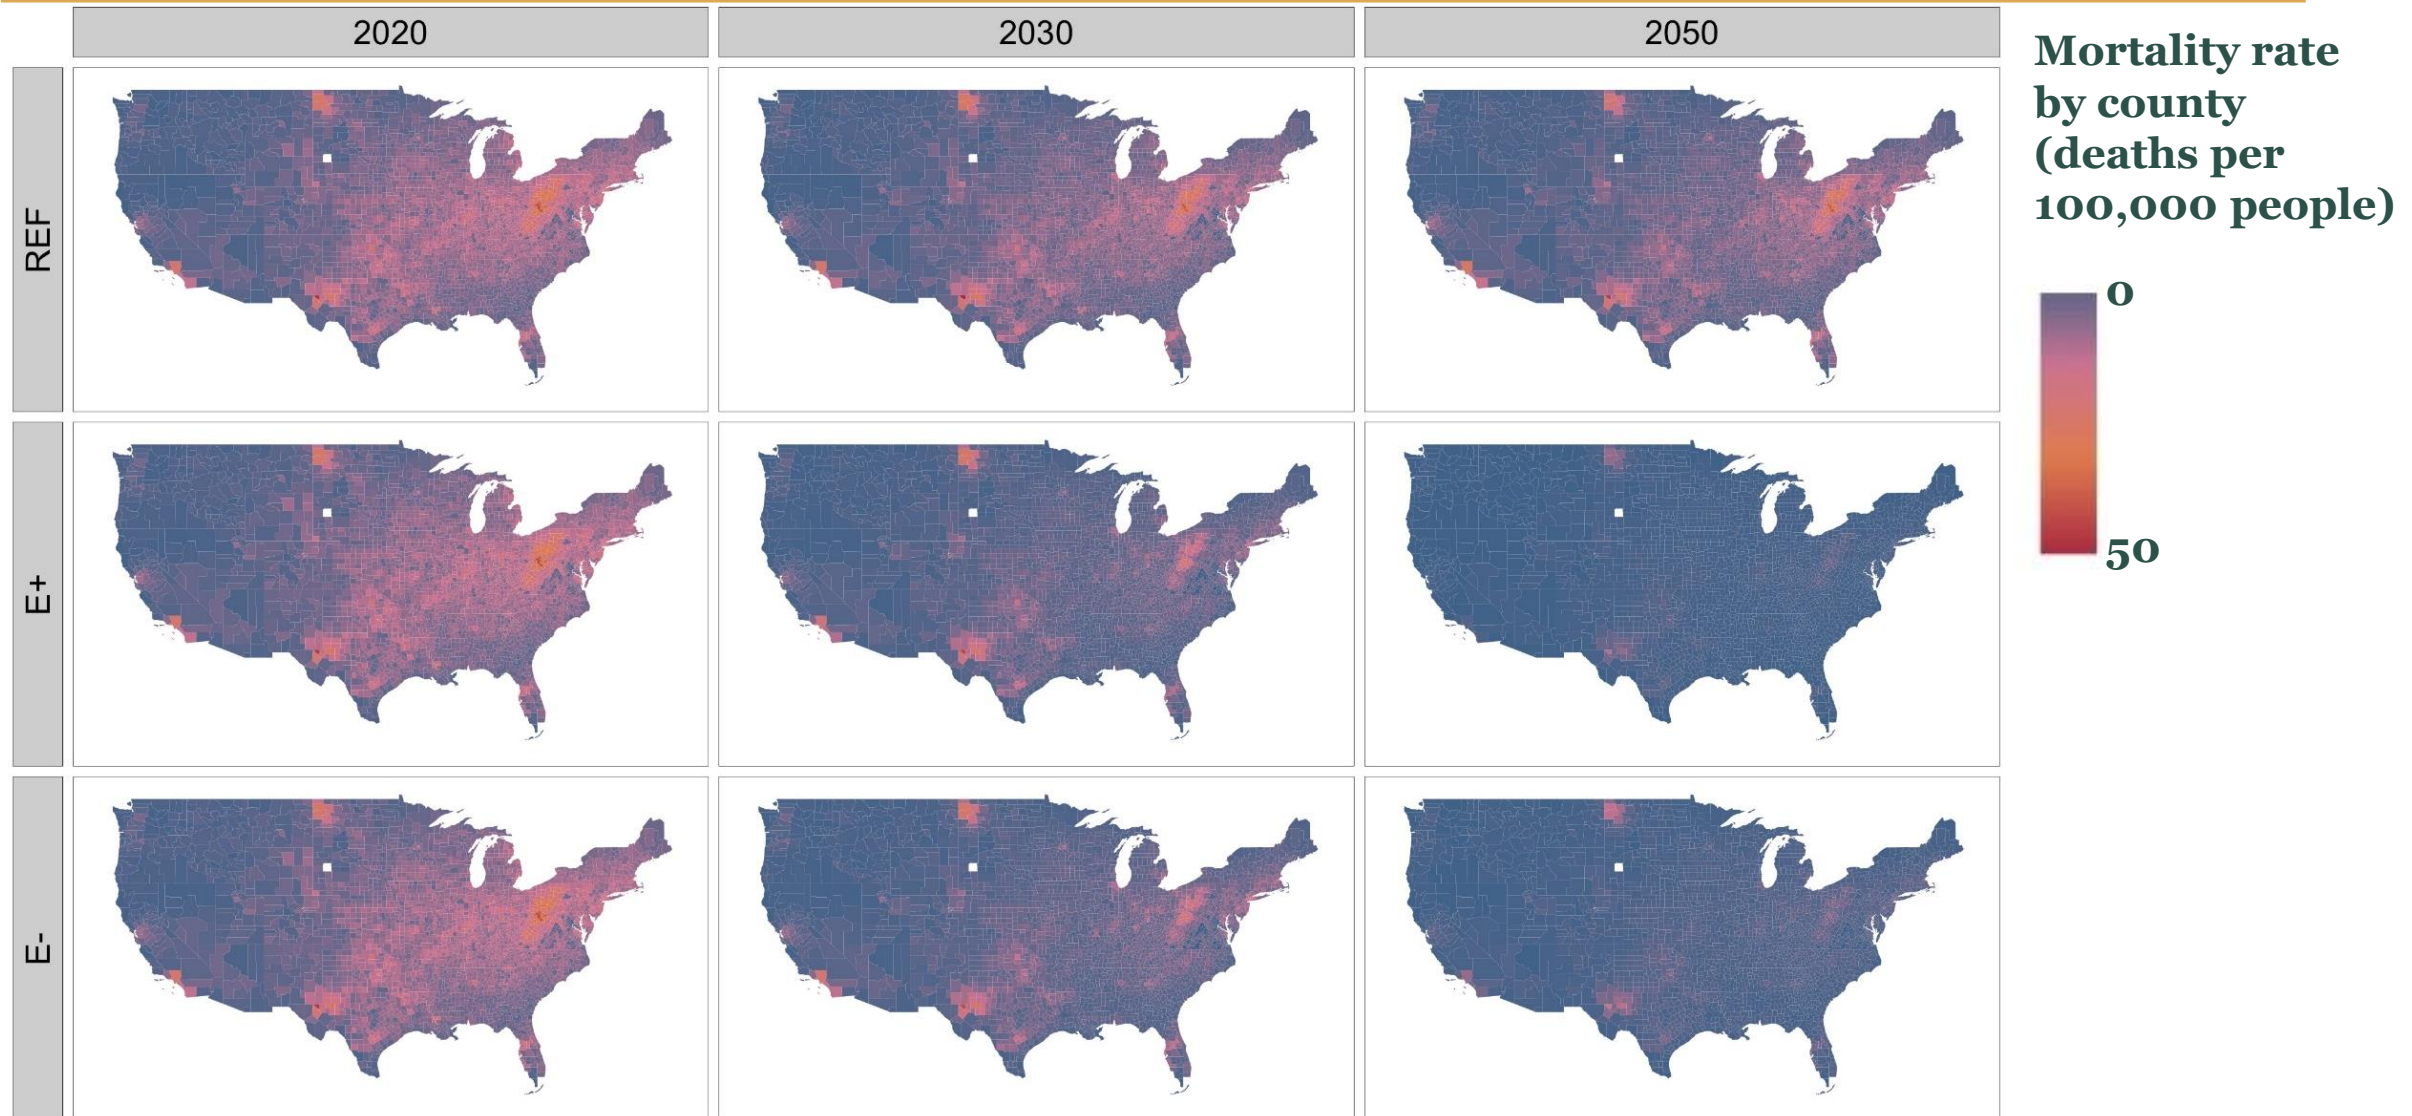 2020
2030
2050
Mortality rate
by county
(deaths per
100,000 people)
0
50
REF
E+
E-